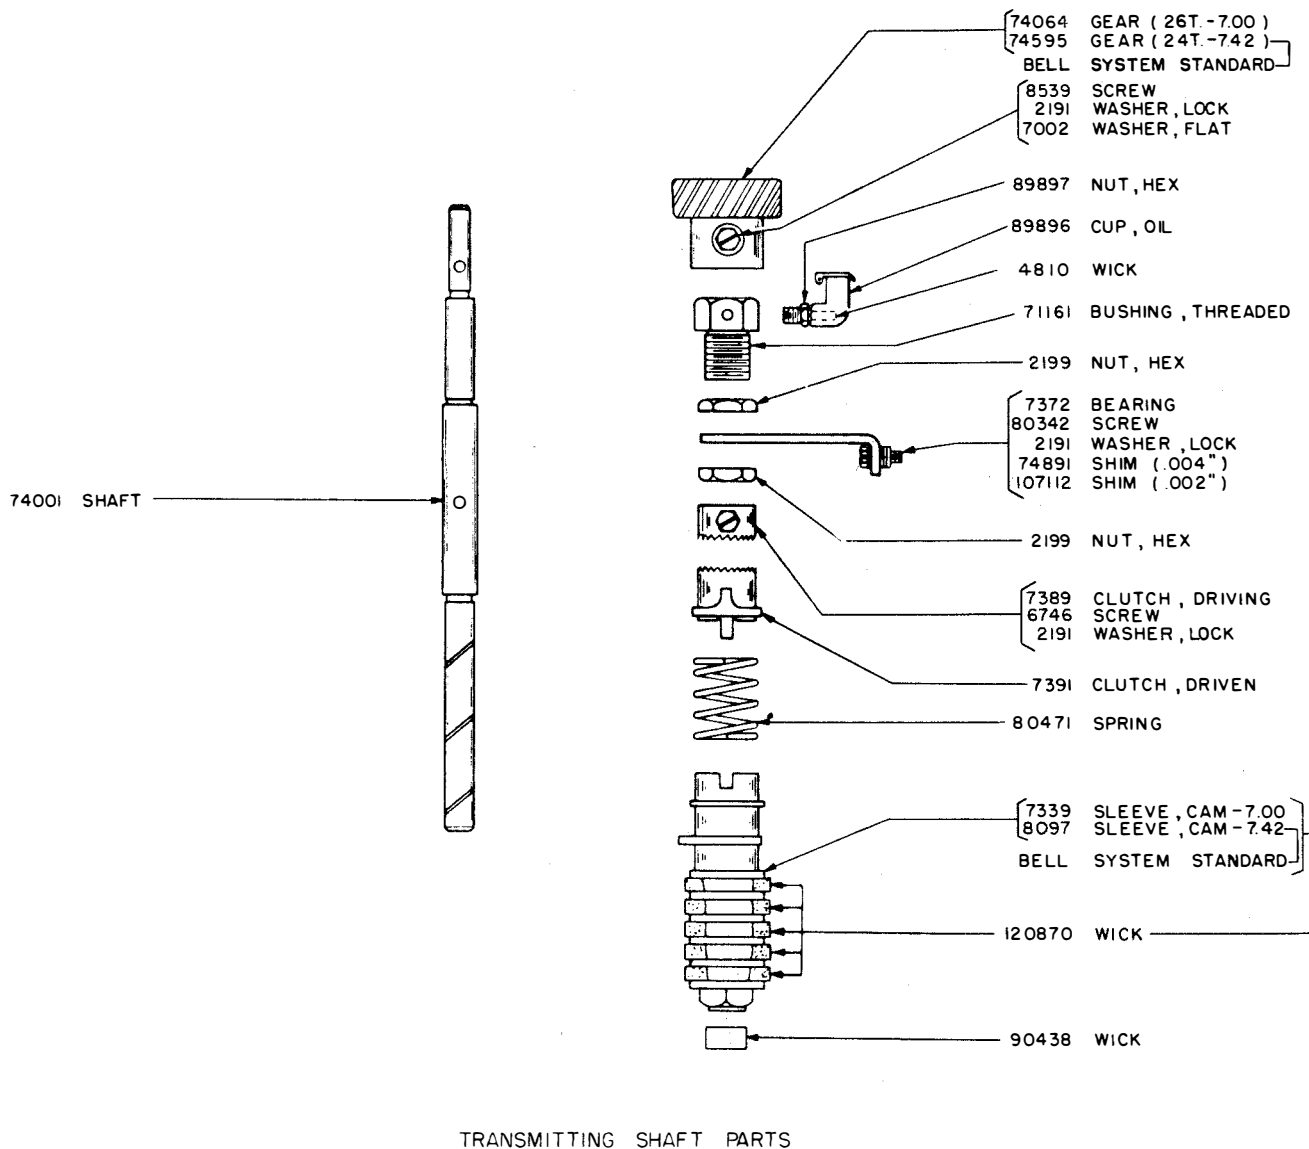 74064 GEAR (26T.-7.00)
74595 GEAR (24T.-7.42)
BELL SYSTEM STANDARD
8539 SCREW
2191 WASHER, LOCK
7002 WASHER, FLAT
89897 NUT, HEX
89896 CUP, OIL
4810 WICK
71161 BUSHING, THREADED
2199 NUT, HEX
7372 BEARING
80342 SCREW
2191 WASHER, LOCK
74891 SHIM (.004")
107112 SHIM (.002")
74001 SHAFT
2199 NUT, HEX
7389 CLUTCH, DRIVING
6746 SCREW
2191 WASHER, LOCK
7391 CLUTCH, DRIVEN
80471 SPRING
7339 SLEEVE, CAM-7.00
8097 SLEEVE, CAM-7.42
BELL SYSTEM STANDARD
120870 WICK
90438 WICK
TRANSMITTING SHAFT PARTS